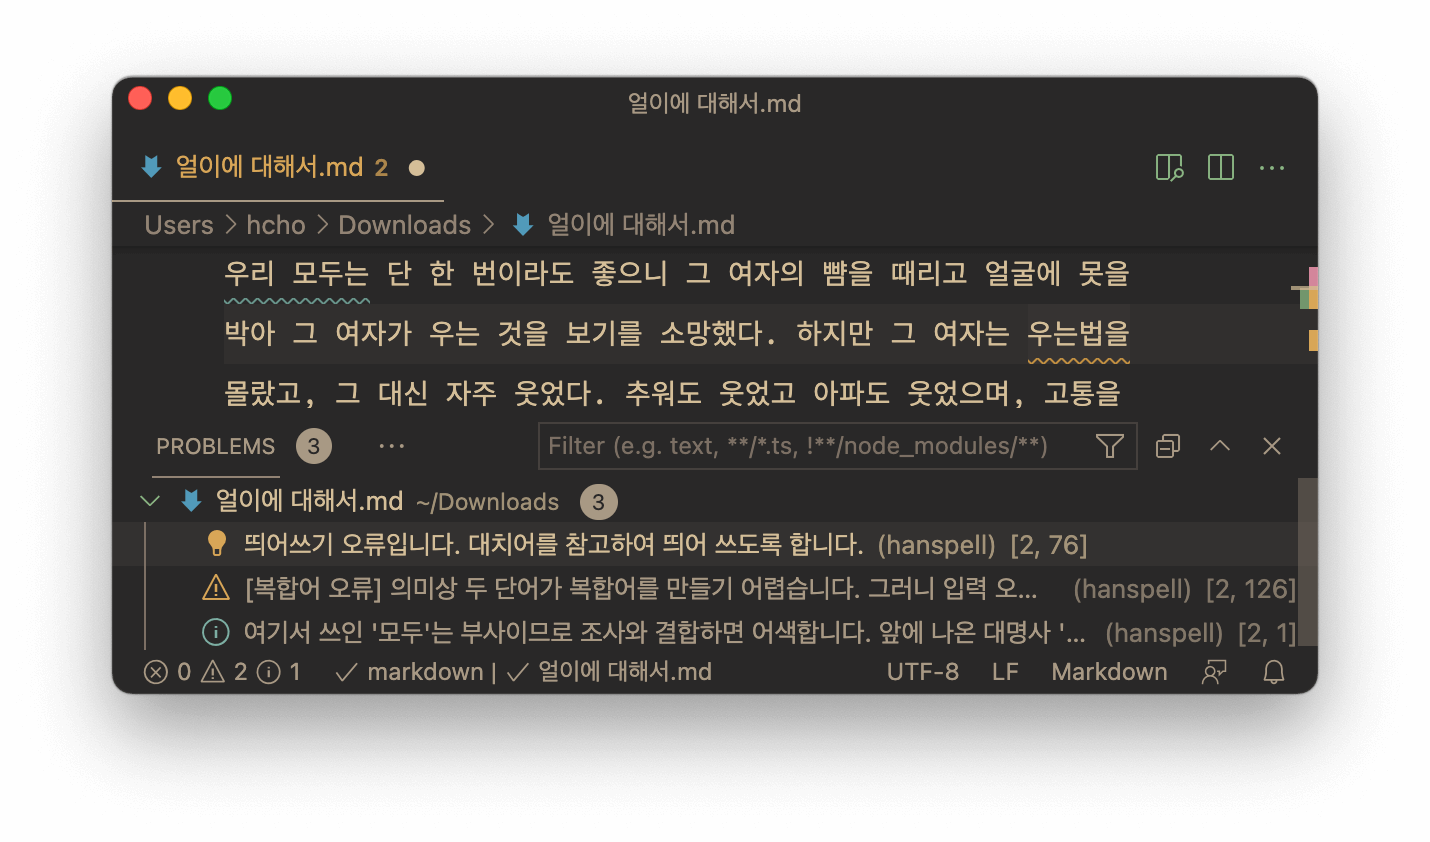 얼이에 대해서.md
얼이에 대해서.md 2
Users > hcho > Downloads > 얼이에 대해서.md
우리 모두는 단 한 번이라도 좋으니 그 여자의 뺨을 때리고 얼굴에 못을
박아 그 여자가 우는 것을 보기를 소망했다. 하지만 그 여자는 우는법을
몰랐고, 그 대신 자주 웃었다. 추워도 웃었고 아파도 웃었으며, 고통을
PROBLEMS 3 ··· Filter (e.g. text, **/*.ts, !**/node_modules/**)
얼이에 대해서.md ~/Downloads 3
띄어쓰기 오류입니다. 대치어를 참고하여 띄어 쓰도록 합니다. (hanspell) [2, 76]
[복합어 오류] 의미상 두 단어가 복합어를 만들기 어렵습니다. 그러니 입력 오... (hanspell) [2, 126]
여기서 쓰인 '모두'는 부사이므로 조사와 결합하면 어색합니다. 앞에 나온 대명사 '... (hanspell) [2, 1]
0 2 1 ✓ markdown | ✓ 얼이에 대해서.md UTF-8 LF Markdown